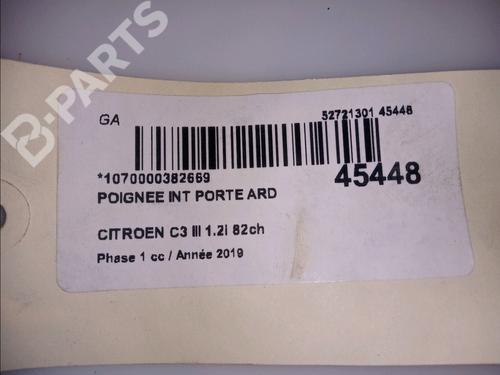 B-PARTS
GA
52721301 45448
*1070000382669
45448
POIGNEE INT PORTE ARD
CITROEN C3 III 1.2i 82ch
Phase 1 cc / Année 2019